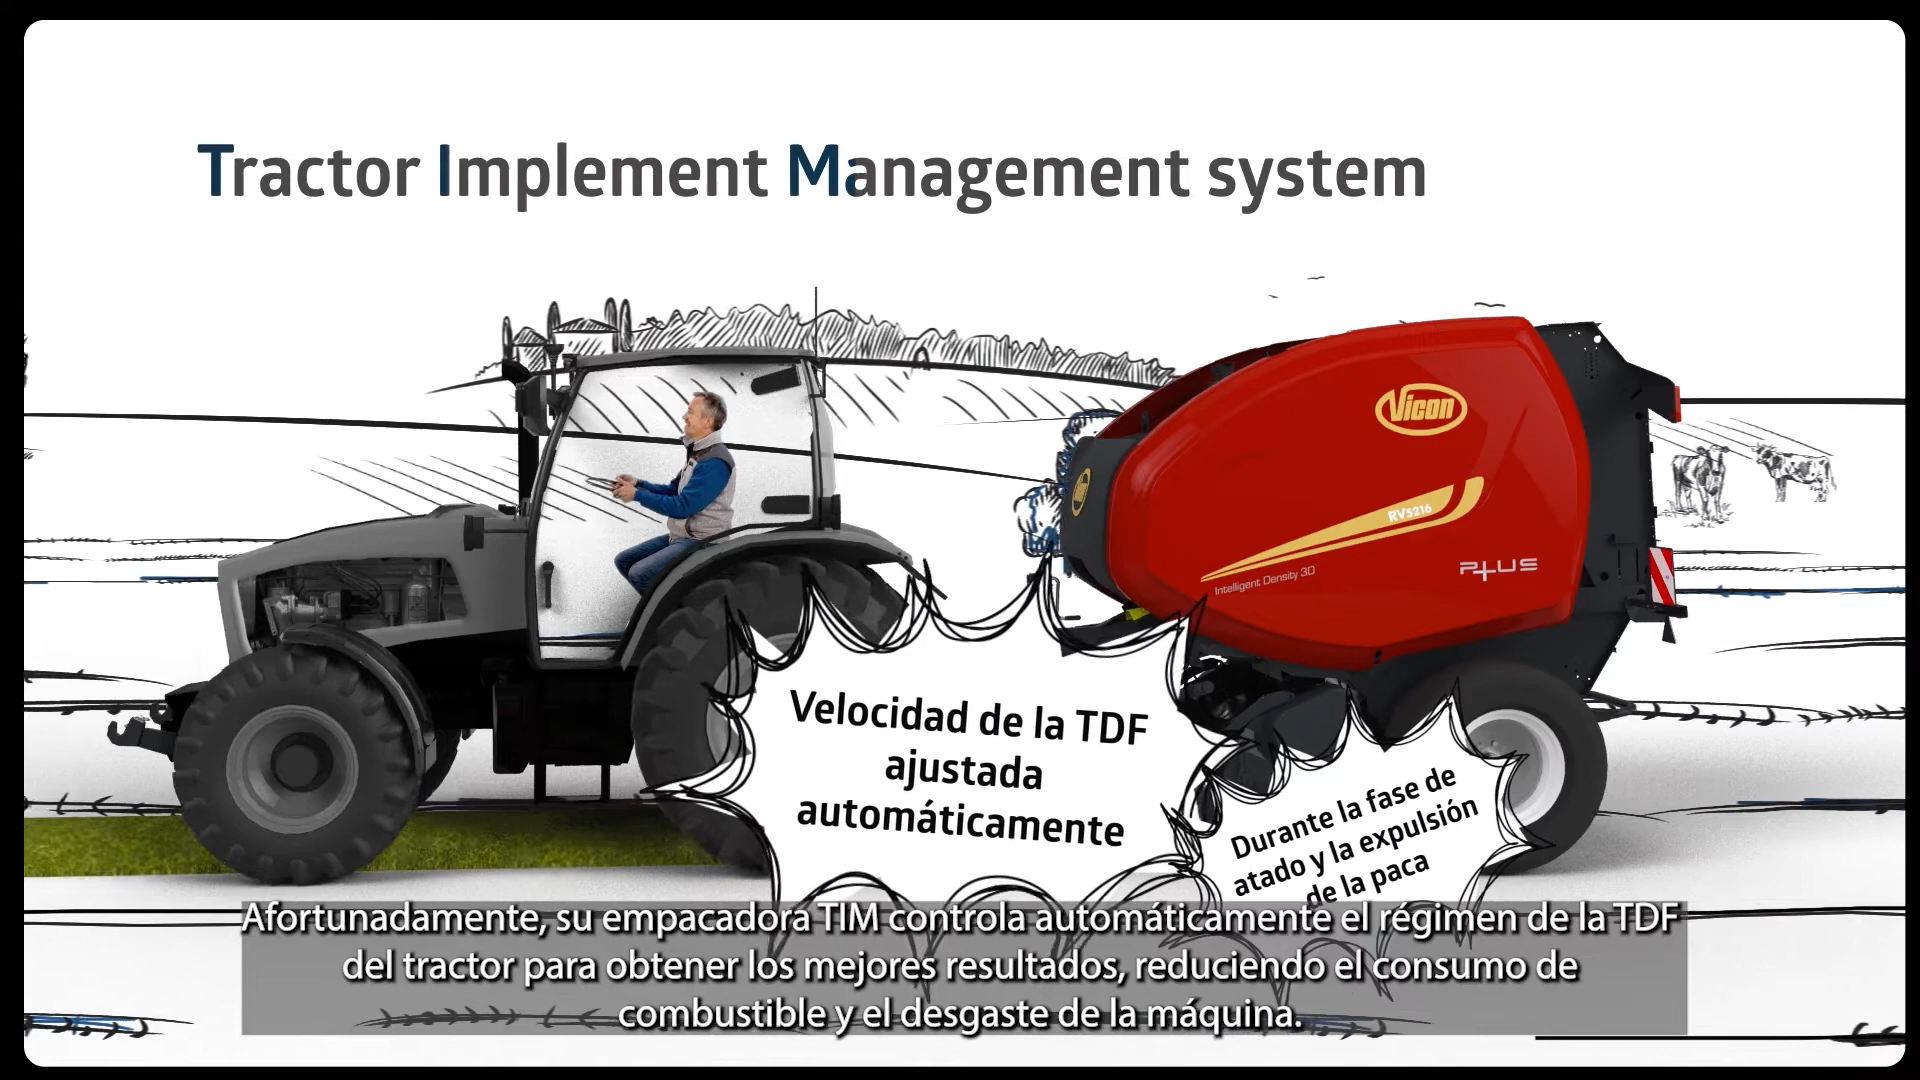 Tractor Implement Management system
Vicon
RV5216
Intelligent Density 3D
PLUS
Velocidad de la TDF
ajustada
automáticamente
Durante la fase de
atado y la expulsión
de la paca
Afortunadamente, su empacadora TIM controla automáticamente el régimen de la TDF
del tractor para obtener los mejores resultados, reduciendo el consumo de
combustible y el desgaste de la máquina.